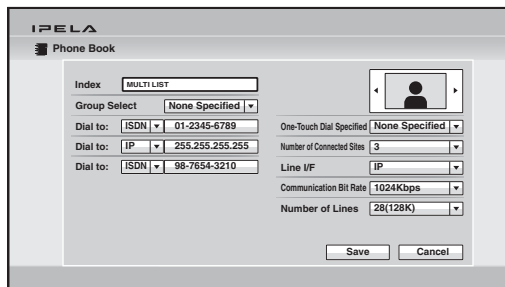 IPELA
Phone Book
Index MULTI LIST
Group Select None Specified
Dial to: ISDN 01-2345-6789
Dial to: IP 255.255.255.255
Dial to: ISDN 98-7654-3210
One-Touch Dial Specified None Specified
Number of Connected Sites 3
Line I/F IP
Communication Bit Rate 1024Kbps
Number of Lines 28(128K)
Save Cancel